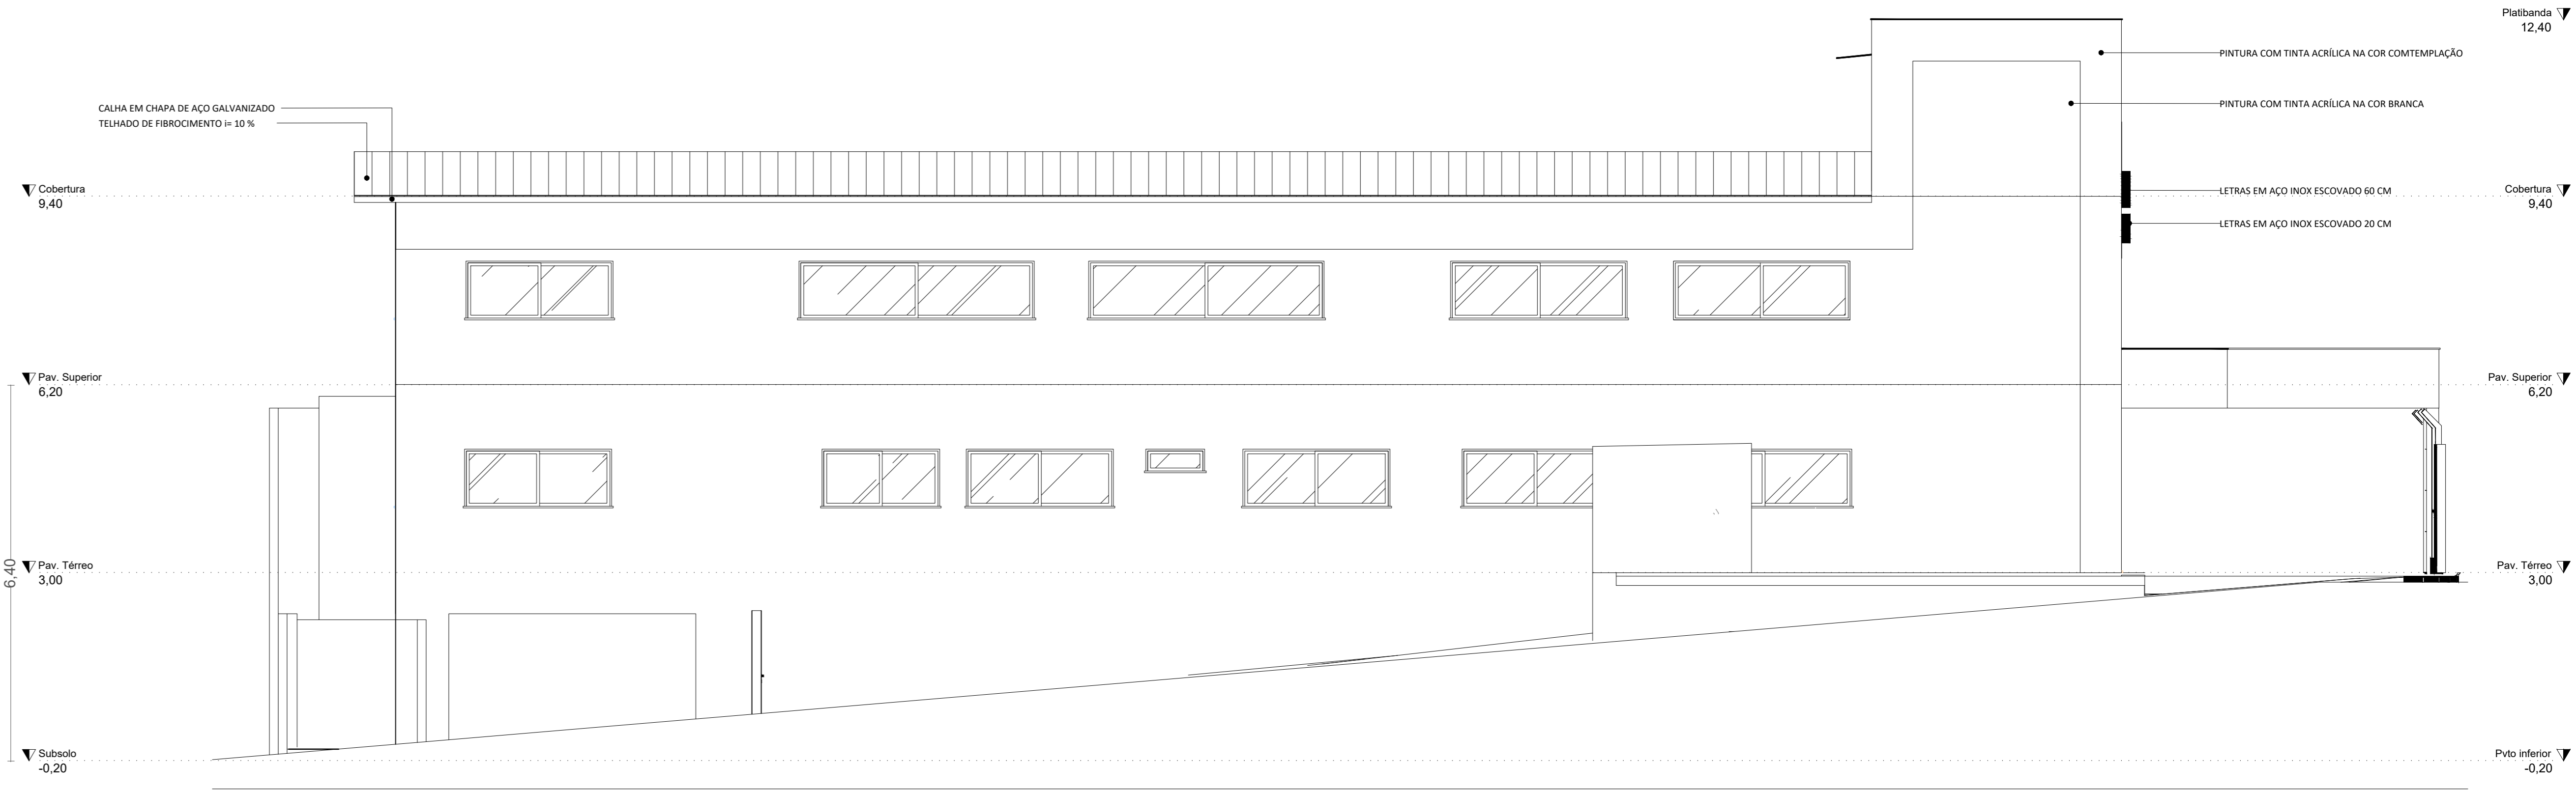 Platibanda
12,40
PINTURA COM TINTA ACRÍLICA NA COR COMTEMPLAÇÃO
PINTURA COM TINTA ACRÍLICA NA COR BRANCA
CALHA EM CHAPA DE AÇO GALVANIZADO
TELHADO DE FIBROCIMENTO i= 10 %
Cobertura
9,40
LETRAS EM AÇO INOX ESCOVADO 60 CM
Cobertura
9,40
LETRAS EM AÇO INOX ESCOVADO 20 CM
Pav. Superior
6,20
Pav. Superior
6,20
6,40
Pav. Térreo
3,00
Pav. Térreo
3,00
Subsolo
-0,20
Pvto inferior
-0,20